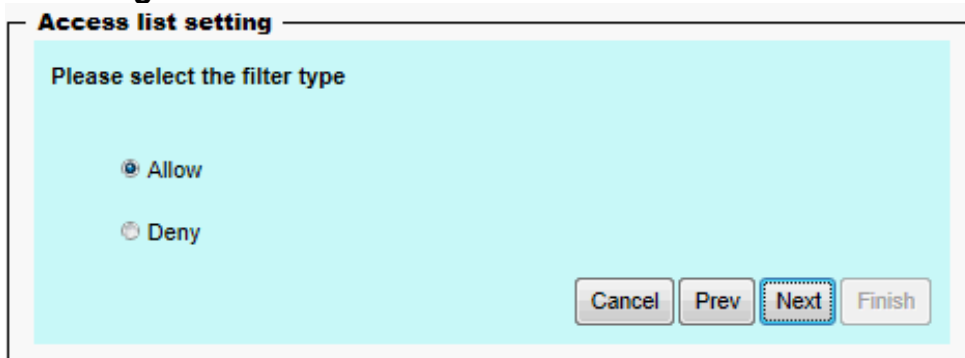 Access list setting
Please select the filter type
Allow
Deny
Cancel Prev Next Finish